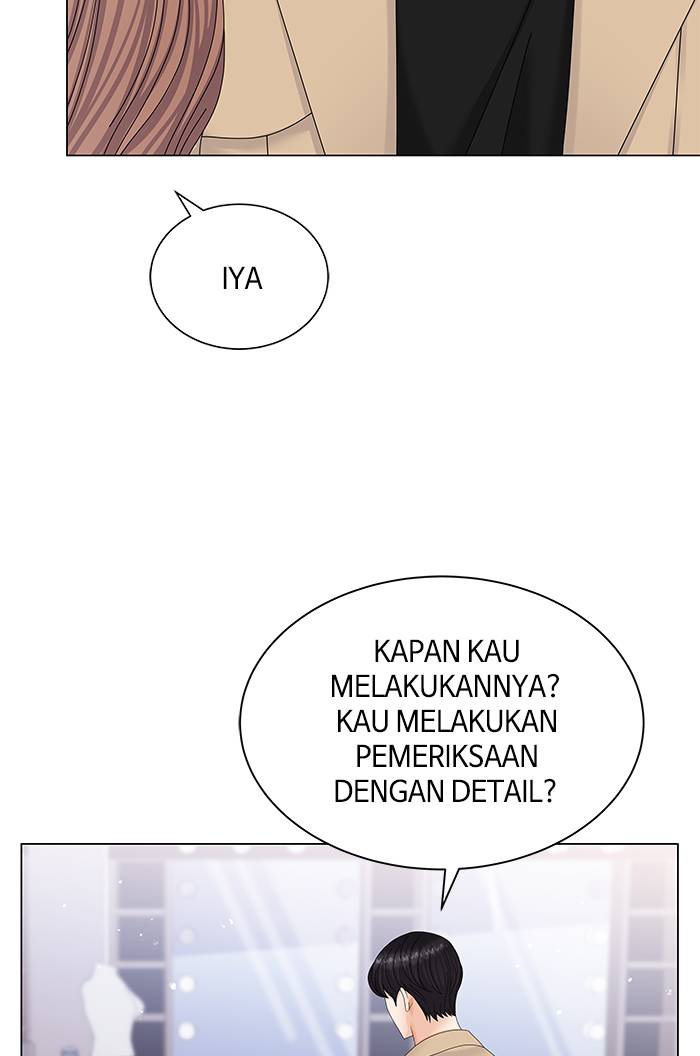 IYA
KAPAN KAU
MELAKUKANNYA?
KAU MELAKUKAN
PEMERIKSAAN
DENGAN DETAIL?